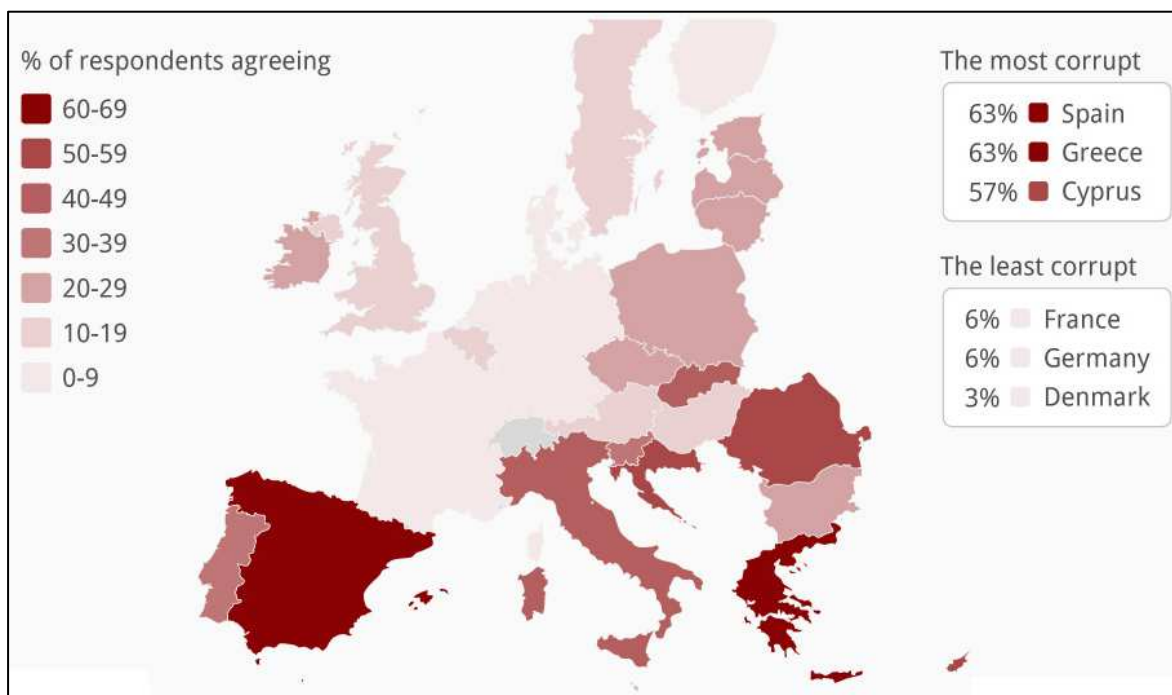 % of respondents agreeing
60-69
50-59
40-49
30-39
20-29
10-19
0-9
The most corrupt
63% Spain
63% Greece
57% Cyprus
The least corrupt
6% France
6% Germany
3% Denmark